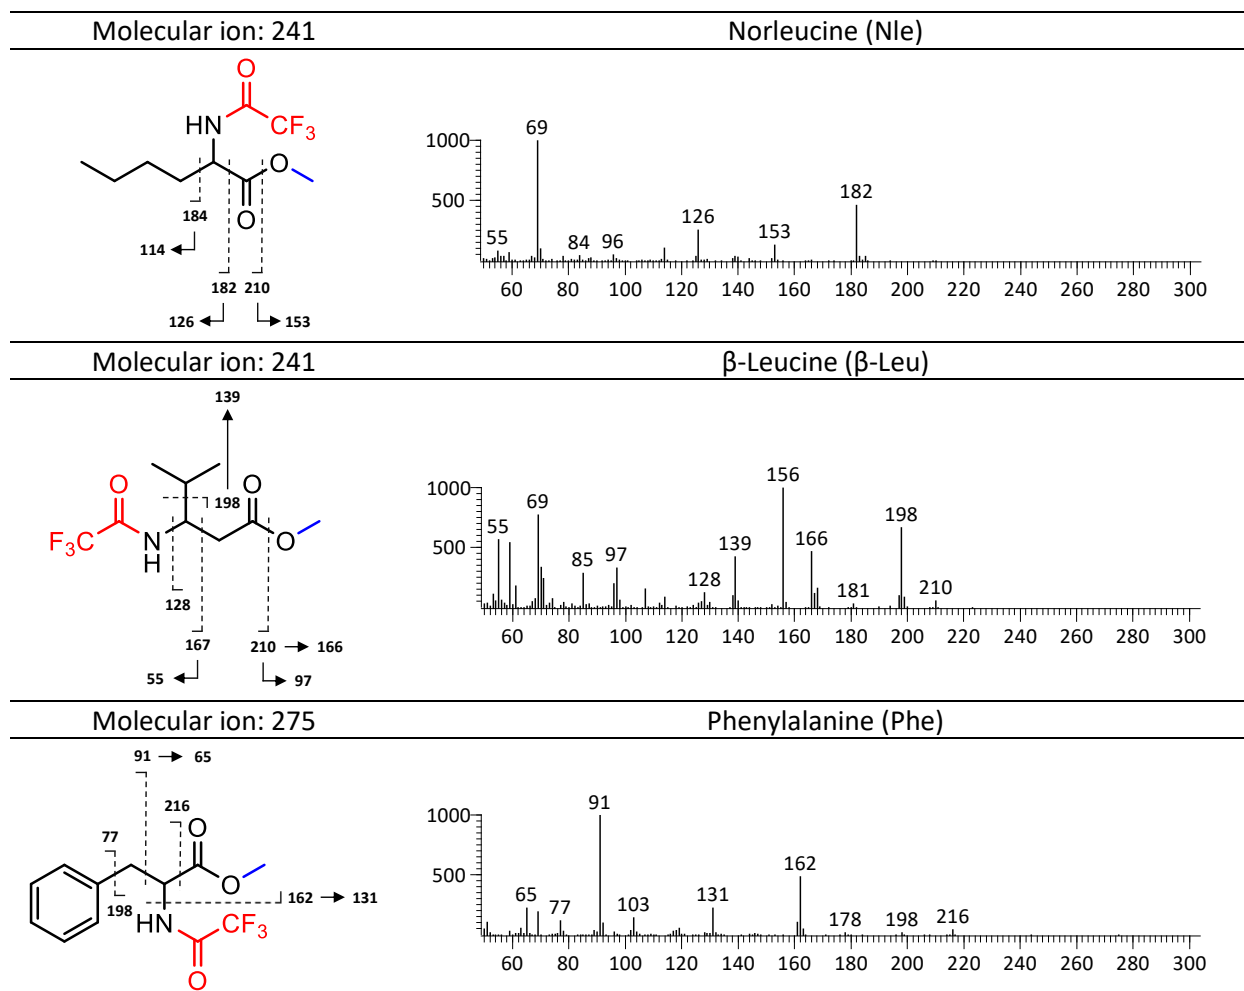 Molecular ion: 241 Norleucine (Nle)
O
HN CF3
O
O
184
114
182 210
126 153
1000
500
69
182
126
153
55 84 96
60 80 100 120 140 160 180 200 220 240 260 280 300
Molecular ion: 241 β-Leucine (β-Leu)
139
O 198 O
F3C N O
H
128
167 210 166
55 97
1000
500
156
69 198
55
166
139
85 97
128 181 210
60 80 100 120 140 160 180 200 220 240 260 280 300
Molecular ion: 275 Phenylalanine (Phe)
91 65
216
O
77
O
162 131
198 HN CF3
O
1000
500
91
162
65 131
77 103
178 198 216
60 80 100 120 140 160 180 200 220 240 260 280 300